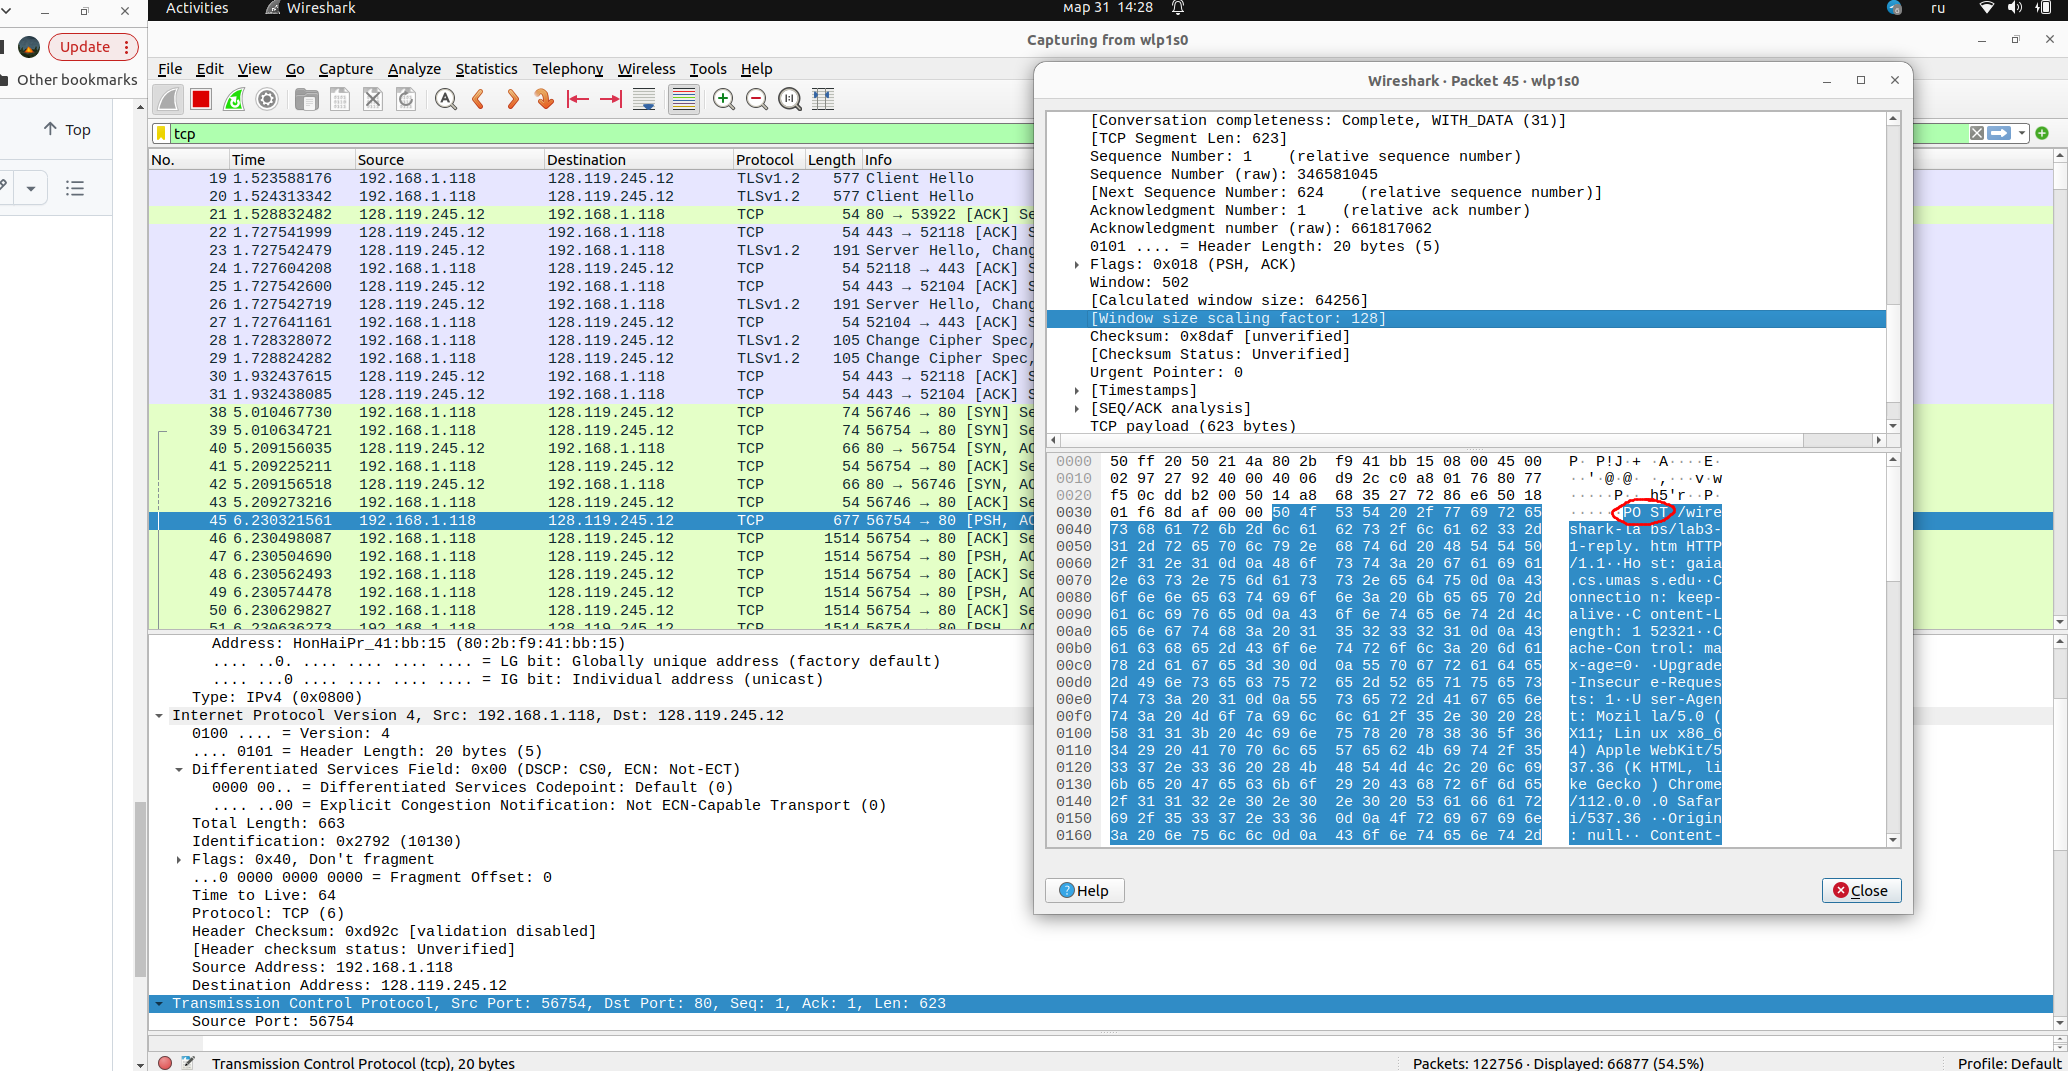 Activities Wireshark мар 31 14:28 ru
Capturing from wlp1s0
Update
Other bookmarks
Top
File Edit View Go Capture Analyze Statistics Telephony Wireless Tools Help
tcp
No. Time Source Destination Protocol Length Info
19 1.523588176 192.168.1.118 128.119.245.12 TLSv1.2 577 Client Hello
20 1.524313342 192.168.1.118 128.119.245.12 TLSv1.2 577 Client Hello
21 1.528832482 128.119.245.12 192.168.1.118 TCP 54 80 → 53922 [ACK] Se
22 1.727541999 128.119.245.12 192.168.1.118 TCP 54 443 → 52118 [ACK] S
23 1.727542479 128.119.245.12 192.168.1.118 TLSv1.2 191 Server Hello, Chang
24 1.727604208 192.168.1.118 128.119.245.12 TCP 54 52118 → 443 [ACK] S
25 1.727542600 128.119.245.12 192.168.1.118 TCP 54 443 → 52104 [ACK] S
26 1.727542719 128.119.245.12 192.168.1.118 TLSv1.2 191 Server Hello, Chang
27 1.727641161 192.168.1.118 128.119.245.12 TCP 54 52104 → 443 [ACK] S
28 1.728328072 192.168.1.118 128.119.245.12 TLSv1.2 105 Change Cipher Spec,
29 1.728824282 192.168.1.118 128.119.245.12 TLSv1.2 105 Change Cipher Spec,
30 1.932437615 128.119.245.12 192.168.1.118 TCP 54 443 → 52118 [ACK] S
31 1.932438085 128.119.245.12 192.168.1.118 TCP 54 443 → 52104 [ACK] S
38 5.010467730 192.168.1.118 128.119.245.12 TCP 74 56746 → 80 [SYN] Se
39 5.010634721 192.168.1.118 128.119.245.12 TCP 74 56754 → 80 [SYN] Se
40 5.209156035 128.119.245.12 192.168.1.118 TCP 66 80 → 56754 [SYN, AC
41 5.209225211 192.168.1.118 128.119.245.12 TCP 54 56754 → 80 [ACK] Se
42 5.209156518 128.119.245.12 192.168.1.118 TCP 66 80 → 56746 [SYN, AC
43 5.209273216 192.168.1.118 128.119.245.12 TCP 54 56746 → 80 [ACK] Se
45 6.230321561 192.168.1.118 128.119.245.12 TCP 677 56754 → 80 [PSH, AC
46 6.230498087 192.168.1.118 128.119.245.12 TCP 1514 56754 → 80 [ACK] Se
47 6.230504690 192.168.1.118 128.119.245.12 TCP 1514 56754 → 80 [PSH, AC
48 6.230562493 192.168.1.118 128.119.245.12 TCP 1514 56754 → 80 [ACK] Se
49 6.230574478 192.168.1.118 128.119.245.12 TCP 1514 56754 → 80 [PSH, AC
50 6.230629827 192.168.1.118 128.119.245.12 TCP 1514 56754 → 80 [ACK] Se
51 6.230636273 192.168.1.118 128.119.245.12 TCP 1514 56754 → 80 [PSH, AC
Address: HonHaiPr_41:bb:15 (80:2b:f9:41:bb:15)
.... ..0. .... .... .... .... = LG bit: Globally unique address (factory default)
.... ...0 .... .... .... .... = IG bit: Individual address (unicast)
Type: IPv4 (0x0800)
Internet Protocol Version 4, Src: 192.168.1.118, Dst: 128.119.245.12
0100 .... = Version: 4
.... 0101 = Header Length: 20 bytes (5)
Differentiated Services Field: 0x00 (DSCP: CS0, ECN: Not-ECT)
0000 00.. = Differentiated Services Codepoint: Default (0)
.... ..00 = Explicit Congestion Notification: Not ECN-Capable Transport (0)
Total Length: 663
Identification: 0x2792 (10130)
Flags: 0x40, Don't fragment
...0 0000 0000 0000 = Fragment Offset: 0
Time to Live: 64
Protocol: TCP (6)
Header Checksum: 0xd92c [validation disabled]
[Header checksum status: Unverified]
Source Address: 192.168.1.118
Destination Address: 128.119.245.12
Transmission Control Protocol, Src Port: 56754, Dst Port: 80, Seq: 1, Ack: 1, Len: 623
Source Port: 56754
Transmission Control Protocol (tcp), 20 bytes Packets: 122756 · Displayed: 66877 (54.5%) Profile: Default
Wireshark · Packet 45 · wlp1s0
[Conversation completeness: Complete, WITH_DATA (31)]
[TCP Segment Len: 623]
Sequence Number: 1 (relative sequence number)
Sequence Number (raw): 346581045
[Next Sequence Number: 624 (relative sequence number)]
Acknowledgment Number: 1 (relative ack number)
Acknowledgment number (raw): 661817062
0101 .... = Header Length: 20 bytes (5)
Flags: 0x018 (PSH, ACK)
Window: 502
[Calculated window size: 64256]
[Window size scaling factor: 128]
Checksum: 0x8daf [unverified]
[Checksum Status: Unverified]
Urgent Pointer: 0
[Timestamps]
[SEQ/ACK analysis]
TCP payload (623 bytes)
0000 50 ff 20 50 21 4a 80 2b f9 41 bb 15 08 00 45 00 P· P!J·+ ·A····E·
0010 02 97 27 92 40 00 40 06 d9 2c c0 a8 01 76 80 77 ··'·@·@· ·,···v·w
0020 f5 0c dd b2 00 50 14 a8 68 35 27 72 86 e6 50 18 ·····P·· h5'r··P·
0030 01 f6 8d af 00 00 50 4f 53 54 20 2f 77 69 72 65 ······PO ST /wire
0040 73 68 61 72 6b 2d 6c 61 62 73 2f 6c 61 62 33 2d shark-la bs/lab3-
0050 31 2d 72 65 70 6c 79 2e 68 74 6d 20 48 54 54 50 1-reply. htm HTTP
0060 2f 31 2e 31 0d 0a 48 6f 73 74 3a 20 67 61 69 61 /1.1··Ho st: gaia
0070 2e 63 73 2e 75 6d 61 73 73 2e 65 64 75 0d 0a 43 .cs.umas s.edu··C
0080 6f 6e 6e 65 63 74 69 6f 6e 3a 20 6b 65 65 70 2d onnectio n: keep-
0090 61 6c 69 76 65 0d 0a 43 6f 6e 74 65 6e 74 2d 4c alive··C ontent-L
00a0 65 6e 67 74 68 3a 20 31 35 32 33 32 31 0d 0a 43 ength: 1 52321··C
00b0 61 63 68 65 2d 43 6f 6e 74 72 6f 6c 3a 20 6d 61 ache-Con trol: ma
00c0 78 2d 61 67 65 3d 30 0d 0a 55 70 67 72 61 64 65 x-age=0· ·Upgrade
00d0 2d 49 6e 73 65 63 75 72 65 2d 52 65 71 75 65 73 -Insecur e-Reques
00e0 74 73 3a 20 31 0d 0a 55 73 65 72 2d 41 67 65 6e ts: 1··U ser-Agen
00f0 74 3a 20 4d 6f 7a 69 6c 6c 61 2f 35 2e 30 20 28 t: Mozil la/5.0 (
0100 58 31 31 3b 20 4c 69 6e 75 78 20 78 38 36 5f 36 X11; Lin ux x86_6
0110 34 29 20 41 70 70 6c 65 57 65 62 4b 69 74 2f 35 4) Apple WebKit/5
0120 33 37 2e 33 36 20 28 4b 48 54 4d 4c 2c 20 6c 69 37.36 (K HTML, li
0130 6b 65 20 47 65 63 6b 6f 29 20 43 68 72 6f 6d 65 ke Gecko ) Chrome
0140 2f 31 31 32 2e 30 2e 30 2e 30 20 53 61 66 61 72 /112.0.0 .0 Safar
0150 69 2f 35 33 37 2e 33 36 0d 0a 4f 72 69 67 69 6e i/537.36 ··Origin
0160 3a 20 6e 75 6c 6c 0d 0a 43 6f 6e 74 65 6e 74 2d : null·· Content-
Help Close